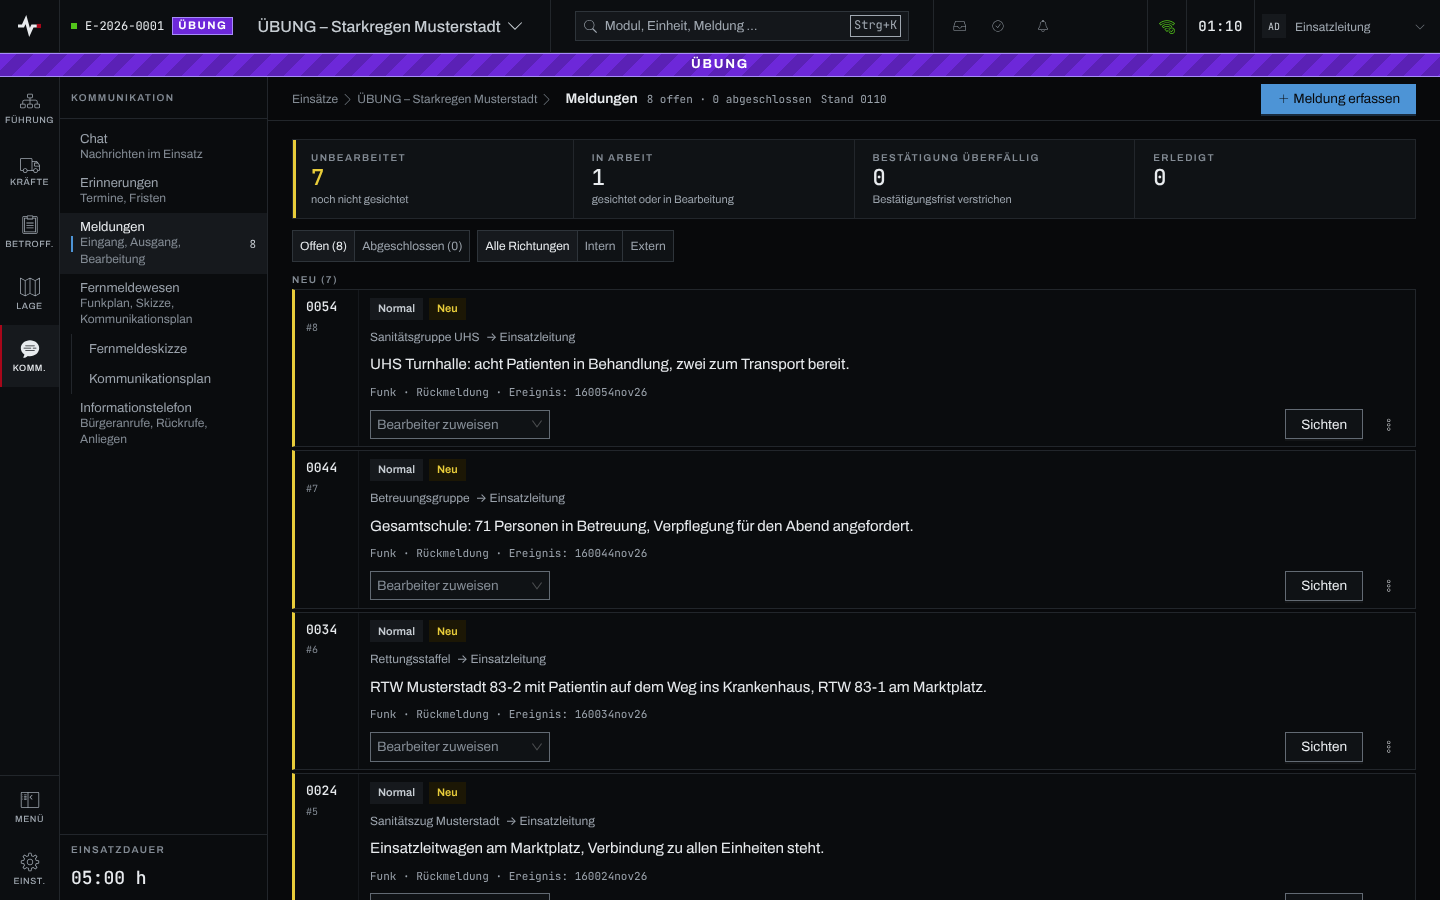 E-2026-0001 ÜBUNG ÜBUNG – Starkregen Musterstadt
Modul, Einheit, Meldung ... Strg+K
01:10 AD Einsatzleitung
ÜBUNG
FÜHRUNG
KRÄFTE
BETROFF.
LAGE
KOMM.
MENÜ
EINST.
KOMMUNIKATION
Chat
Nachrichten im Einsatz
Erinnerungen
Termine, Fristen
Meldungen
Eingang, Ausgang,
Bearbeitung
8
Fernmeldewesen
Funkplan, Skizze,
Kommunikationsplan
Fernmeldeskizze
Kommunikationsplan
Informationstelefon
Bürgeranrufe, Rückrufe,
Anliegen
EINSATZDAUER
05:00 h
Einsätze ÜBUNG – Starkregen Musterstadt Meldungen 8 offen · 0 abgeschlossen Stand 0110
+ Meldung erfassen
UNBEARBEITET
7
noch nicht gesichtet
IN ARBEIT
1
gesichtet oder in Bearbeitung
BESTÄTIGUNG ÜBERFÄLLIG
0
Bestätigungsfrist verstrichen
ERLEDIGT
0
Offen (8) Abgeschlossen (0) Alle Richtungen Intern Extern
NEU (7)
0054
#8
Normal Neu
Sanitätsgruppe UHS → Einsatzleitung
UHS Turnhalle: acht Patienten in Behandlung, zwei zum Transport bereit.
Funk · Rückmeldung · Ereignis: 160054nov26
Bearbeiter zuweisen Sichten
0044
#7
Normal Neu
Betreuungsgruppe → Einsatzleitung
Gesamtschule: 71 Personen in Betreuung, Verpflegung für den Abend angefordert.
Funk · Rückmeldung · Ereignis: 160044nov26
Bearbeiter zuweisen Sichten
0034
#6
Normal Neu
Rettungsstaffel → Einsatzleitung
RTW Musterstadt 83-2 mit Patientin auf dem Weg ins Krankenhaus, RTW 83-1 am Marktplatz.
Funk · Rückmeldung · Ereignis: 160034nov26
Bearbeiter zuweisen Sichten
0024
#5
Normal Neu
Sanitätszug Musterstadt → Einsatzleitung
Einsatzleitwagen am Marktplatz, Verbindung zu allen Einheiten steht.
Funk · Rückmeldung · Ereignis: 160024nov26